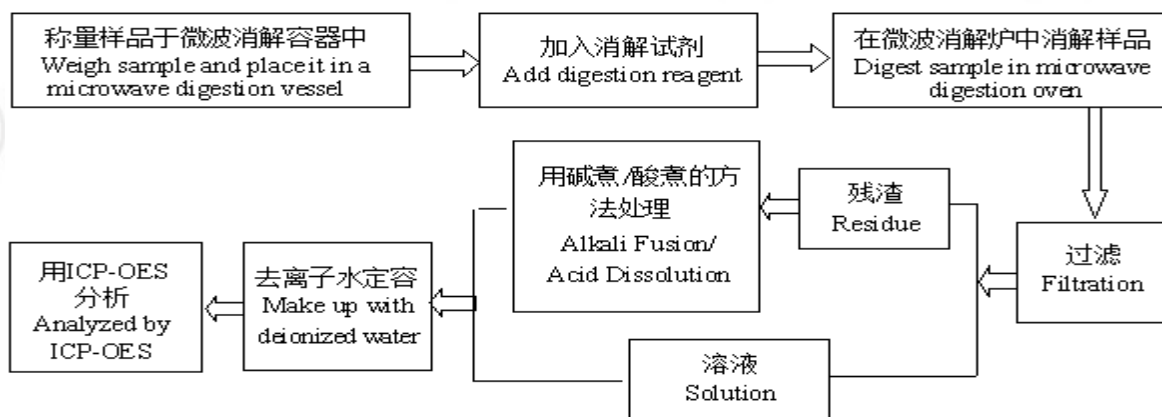 称量样品于微波消解容器中
Weigh sample and place it in a
microwave digestion vessel
加入消解试剂
Add digestion reagent
在微波消解炉中消解样品
Digest sample in microwave
digestion oven
过滤
Filtration
残渣
Residue
用碱煮/酸煮的方
法处理
Alkali Fusion/
Acid Dissolution
溶液
Solution
去离子水定容
Make up with
deionized water
用ICP-OES
分析
Analyzed by
ICP-OES